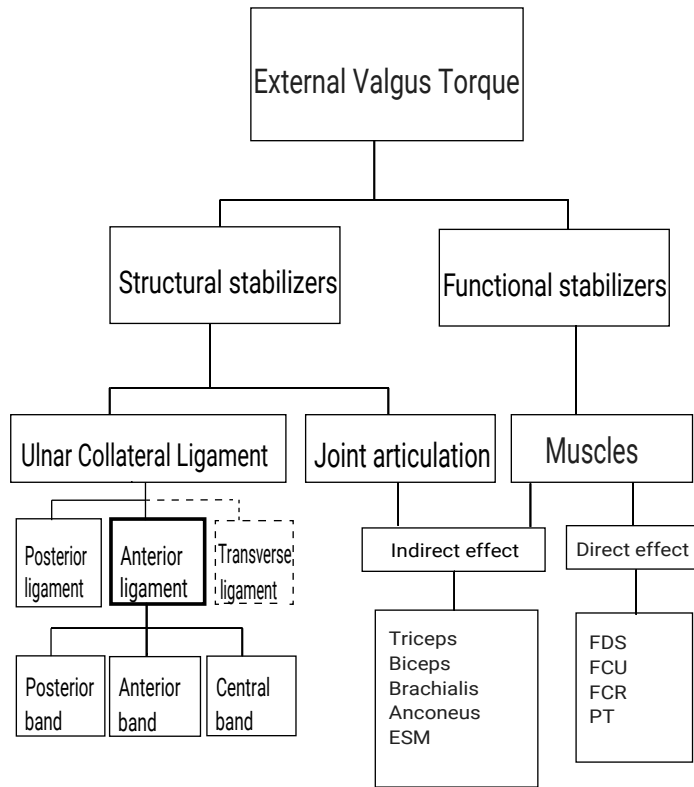 External Valgus Torque
Structural stabilizers
Functional stabilizers
Ulnar Collateral Ligament
Joint articulation
Muscles
Posterior
ligament
Anterior
ligament
Transverse
ligament
Indirect effect
Direct effect
Posterior
band
Anterior
band
Central
band
Triceps
Biceps
Brachialis
Anconeus
ESM
FDS
FCU
FCR
PT